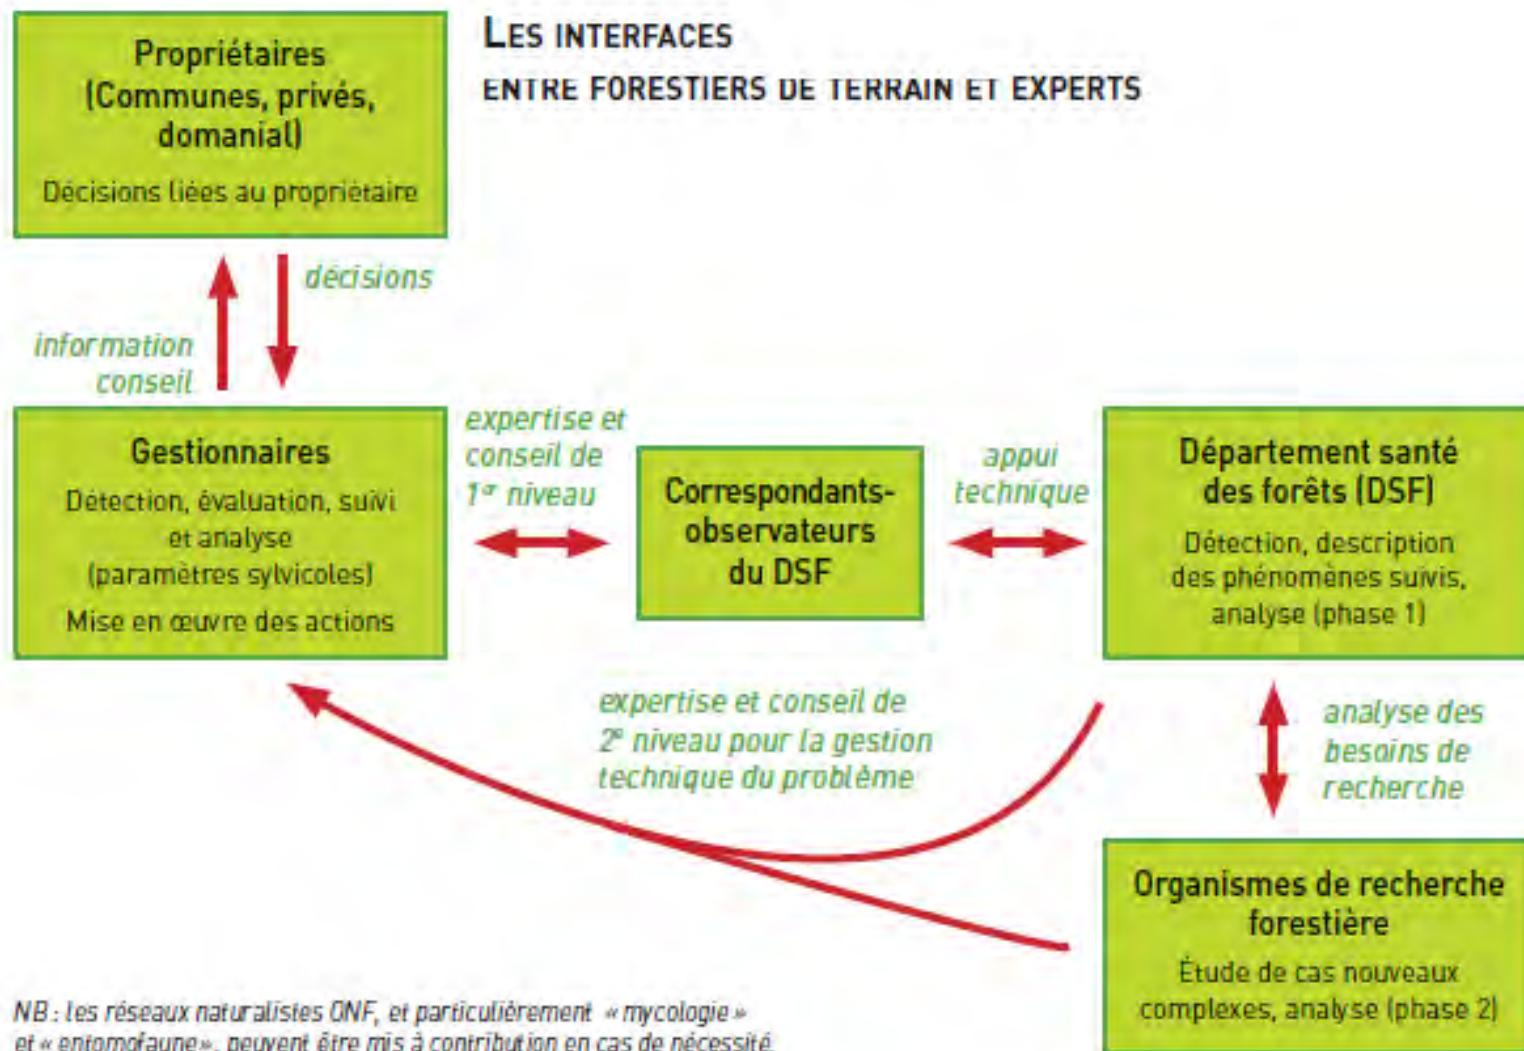 LES INTERFACES
ENTRE FORESTIERS DE TERRAIN ET EXPERTS
Propriétaires
(Communes, privés,
domanial)
Décisions liées au propriétaire
décisions
information
conseil
Gestionnaires
Détection, évaluation, suivi
et analyse
(paramètres sylvicoles)
Mise en œuvre des actions
expertise et
conseil de
1er niveau
Correspondants-
observateurs
du DSF
appui
technique
Département santé
des forêts (DSF)
Détection, description
des phénomènes suivis,
analyse (phase 1)
expertise et conseil de
2e niveau pour la gestion
technique du problème
analyse des
besoins de
recherche
Organismes de recherche
forestière
Étude de cas nouveaux
complexes, analyse (phase 2)
NB : les réseaux naturalistes ONF, et particulièrement « mycologie »
et « entomofaune », peuvent être mis à contribution en cas de nécessité.